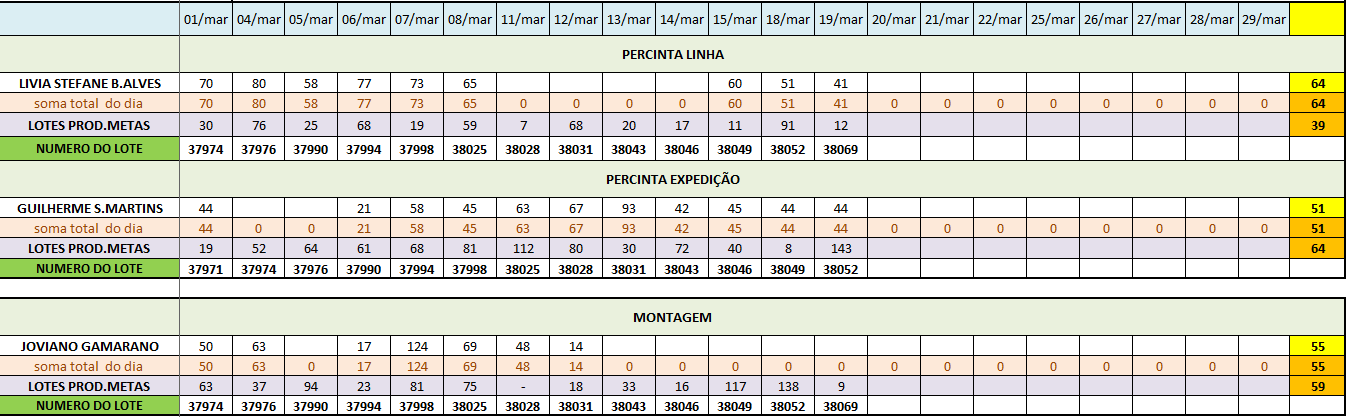 01/mar 04/mar 05/mar 06/mar 07/mar 08/mar 11/mar 12/mar 13/mar 14/mar 15/mar 18/mar 19/mar 20/mar 21/mar 22/mar 25/mar 26/mar 27/mar 28/mar 29/mar
PERCINTA LINHA
LIVIA STEFANE B.ALVES 70 80 58 77 73 65 60 51 41 64
soma total do dia 70 80 58 77 73 65 0 0 0 0 60 51 41 0 0 0 0 0 0 0 0 64
LOTES PROD.METAS 30 76 25 68 19 59 7 68 20 17 11 91 12 39
NUMERO DO LOTE 37974 37976 37990 37994 37998 38025 38028 38031 38043 38046 38049 38052 38069
PERCINTA EXPEDIÇÃO
GUILHERME S.MARTINS 44 21 58 45 63 67 93 42 45 44 44 51
soma total do dia 44 0 0 21 58 45 63 67 93 42 45 44 44 0 0 0 0 0 0 0 0 51
LOTES PROD.METAS 19 52 64 61 68 81 112 80 30 72 40 8 143 64
NUMERO DO LOTE 37971 37974 37976 37990 37994 37998 38025 38028 38031 38043 38046 38049 38052
MONTAGEM
JOVIANO GAMARANO 50 63 17 124 69 48 14 55
soma total do dia 50 63 0 17 124 69 48 14 0 0 0 0 0 0 0 0 0 0 0 0 0 55
LOTES PROD.METAS 63 37 94 23 81 75 - 18 33 16 117 138 9 59
NUMERO DO LOTE 37974 37976 37990 37994 37998 38025 38028 38031 38043 38046 38049 38052 38069